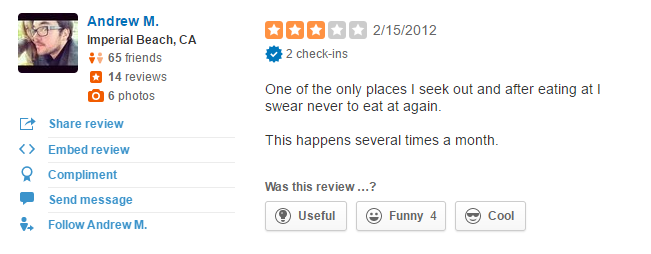 Andrew M.
Imperial Beach, CA
65 friends
14 reviews
6 photos
Share review
Embed review
Compliment
Send message
Follow Andrew M.
2/15/2012
2 check-ins
One of the only places I seek out and after eating at I
swear never to eat at again.
This happens several times a month.
Was this review ...?
Useful
Funny 4
Cool